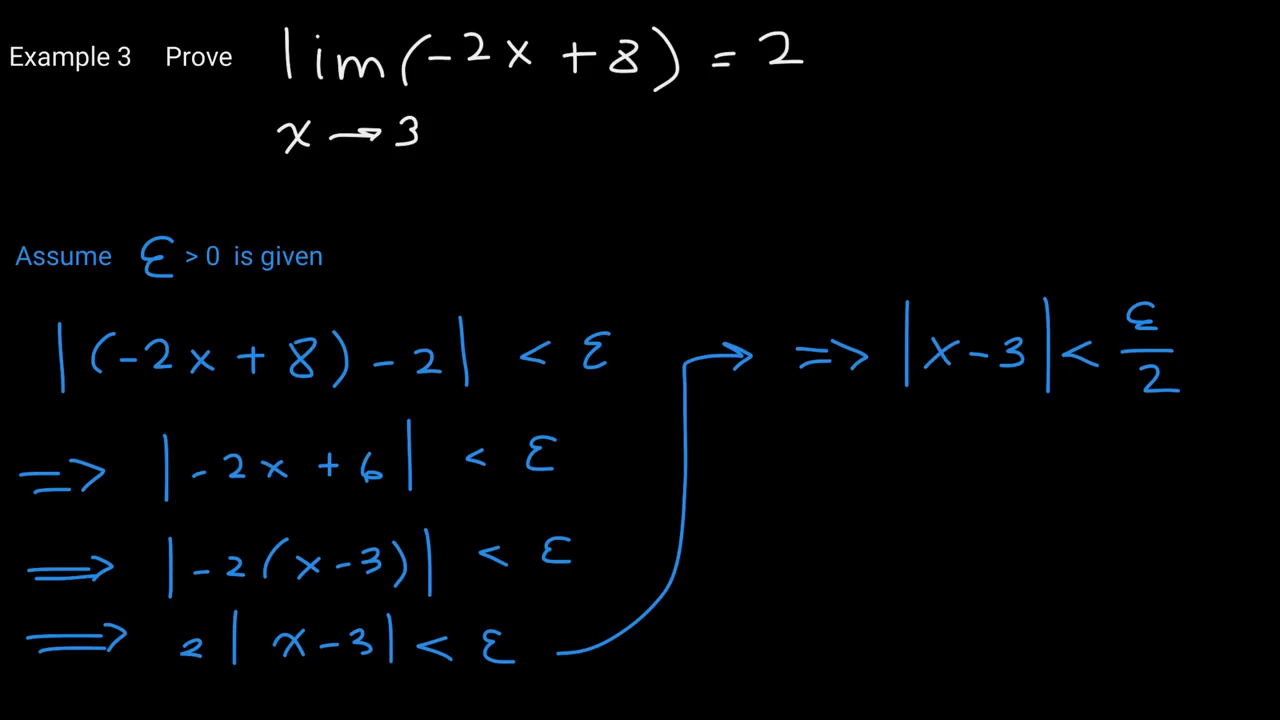 Example 3 Prove lim (-2x + 8) = 2
x → 3
Assume ε > 0 is given
|(-2x + 8) - 2| < ε
=> |-2x + 6| < ε
=> |-2(x-3)| < ε
=> 2|x-3| < ε
→ => |x-3| < ε/2